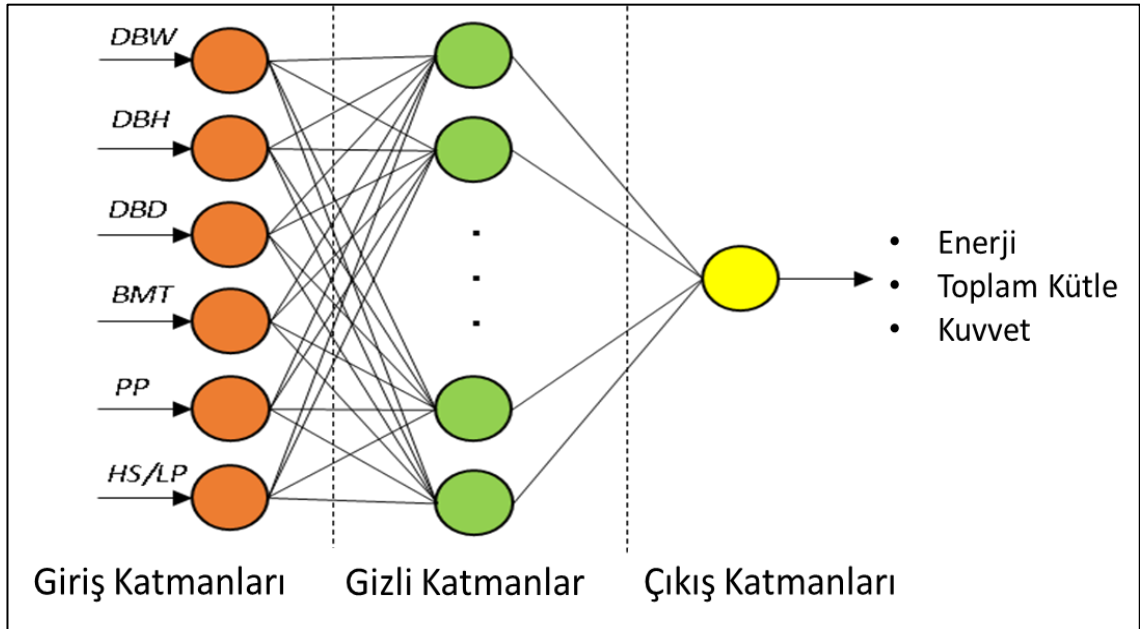 DBW
DBH
DBD
BMT
PP
HS/LP
• Enerji
• Toplam Kütle
• Kuvvet
Giriş Katmanları
Gizli Katmanlar
Çıkış Katmanları